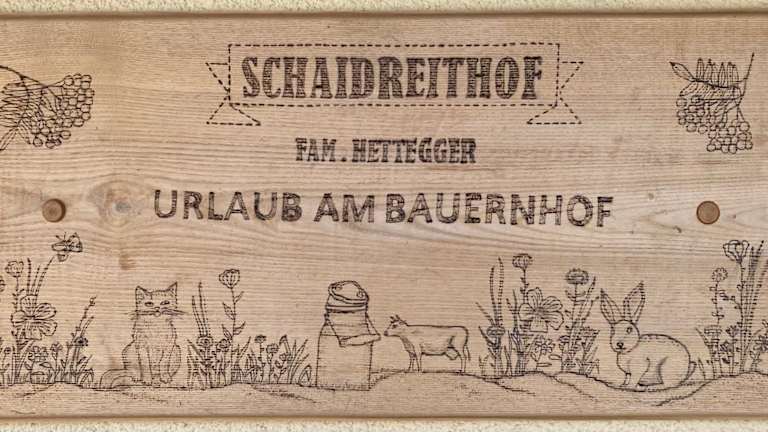 SCHAIDREITHOF
FAM. HETTEGGER
URLAUB AM BAUERNHOF